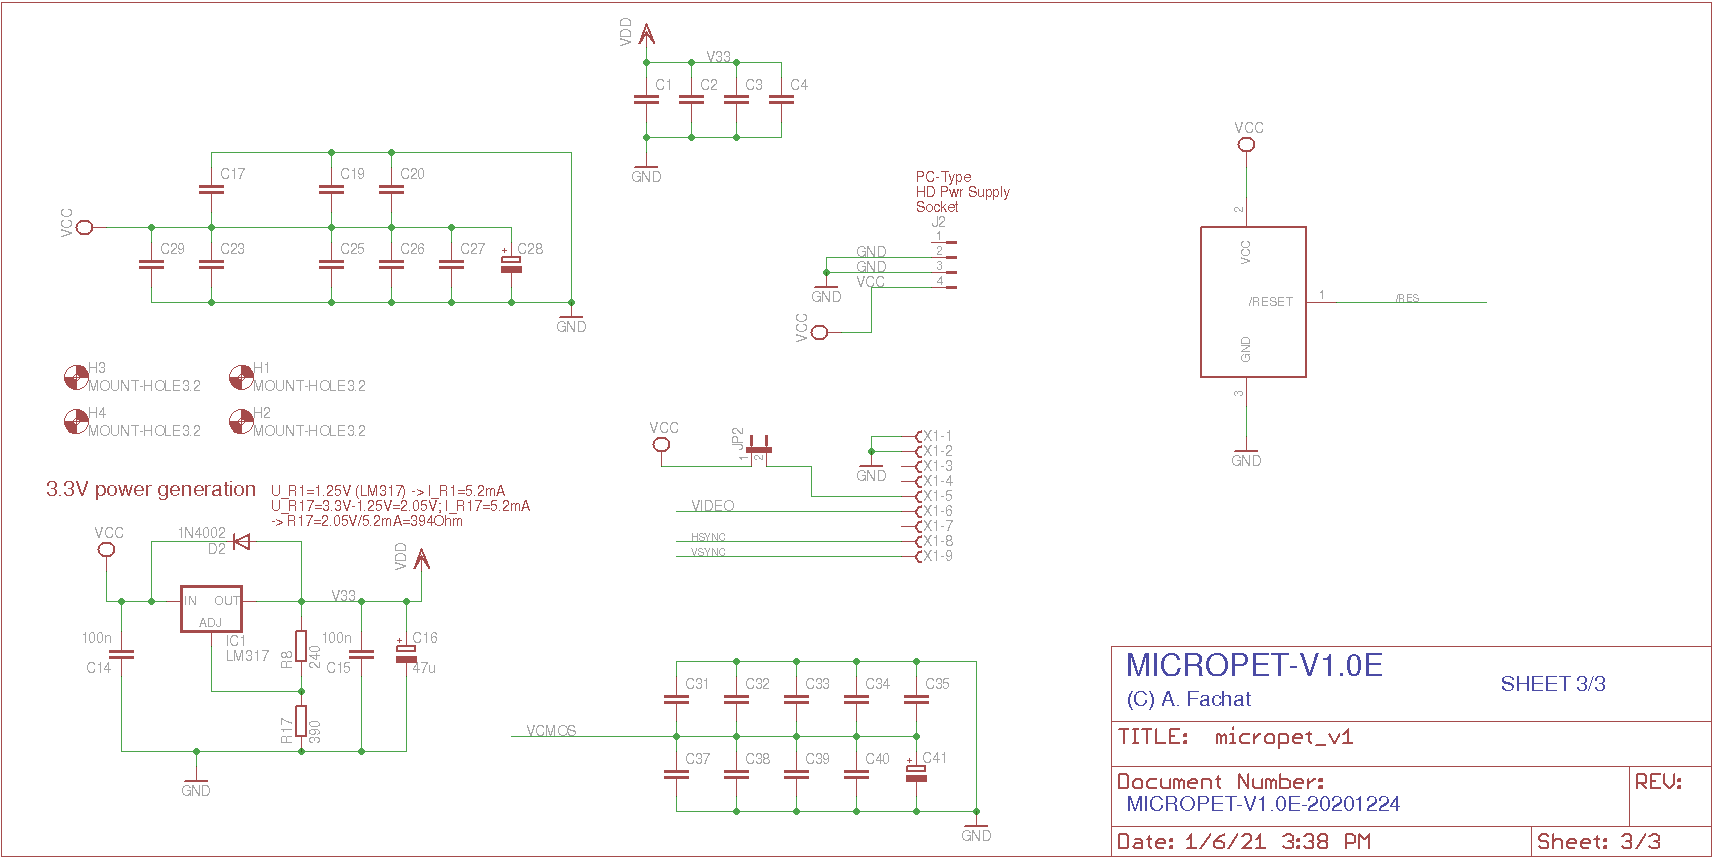 VDD
V33
C1 C2 C3 C4
GND
VCC
C17 C19 C20
C29 C23 C25 C26 C27 + C28
GND
PC-Type
HD Pwr Supply
Socket
J2
1
GND 2
GND 3
VCC 4
GND
VCC
VCC
2
VCC
/RESET 1 /RES
GND
3
GND
H3
MOUNT-HOLE3.2
H1
MOUNT-HOLE3.2
H4
MOUNT-HOLE3.2
H2
MOUNT-HOLE3.2
VCC
JP2
1 2
GND
X1-1
X1-2
X1-3
X1-4
X1-5
VIDEO X1-6
X1-7
HSYNC X1-8
VSYNC X1-9
3.3V power generation
U_R1=1.25V (LM317) -> I_R1=5.2mA
U_R17=3.3V-1.25V=2.05V; I_R17=5.2mA
-> R17=2.05V/5.2mA=394Ohm
VCC
1N4002
D2
VDD
IN OUT
ADJ
V33
IC1
LM317
100n
C14
R8
240
100n
C15
+ C16
47u
R17
390
GND
C31 C32 C33 C34 C35
VCMOS
C37 C38 C39 C40 + C41
GND
MICROPET-V1.0E
(C) A. Fachat
SHEET 3/3
TITLE: micropet_v1
Document Number:
MICROPET-V1.0E-20201224
REV:
Date: 1/6/21 3:38 PM
Sheet: 3/3